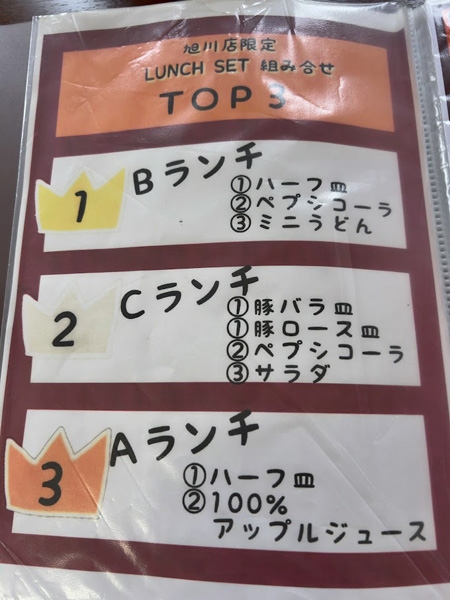 旭川店限定
LUNCH SET 組み合せ
TOP3
1
Bランチ
①ハーフ皿
②ペプシコーラ
③ミニうどん
2
Cランチ
①豚バラ皿
①豚ロース皿
②ペプシコーラ
③サラダ
3
Aランチ
①ハーフ皿
②100%
アップルジュース